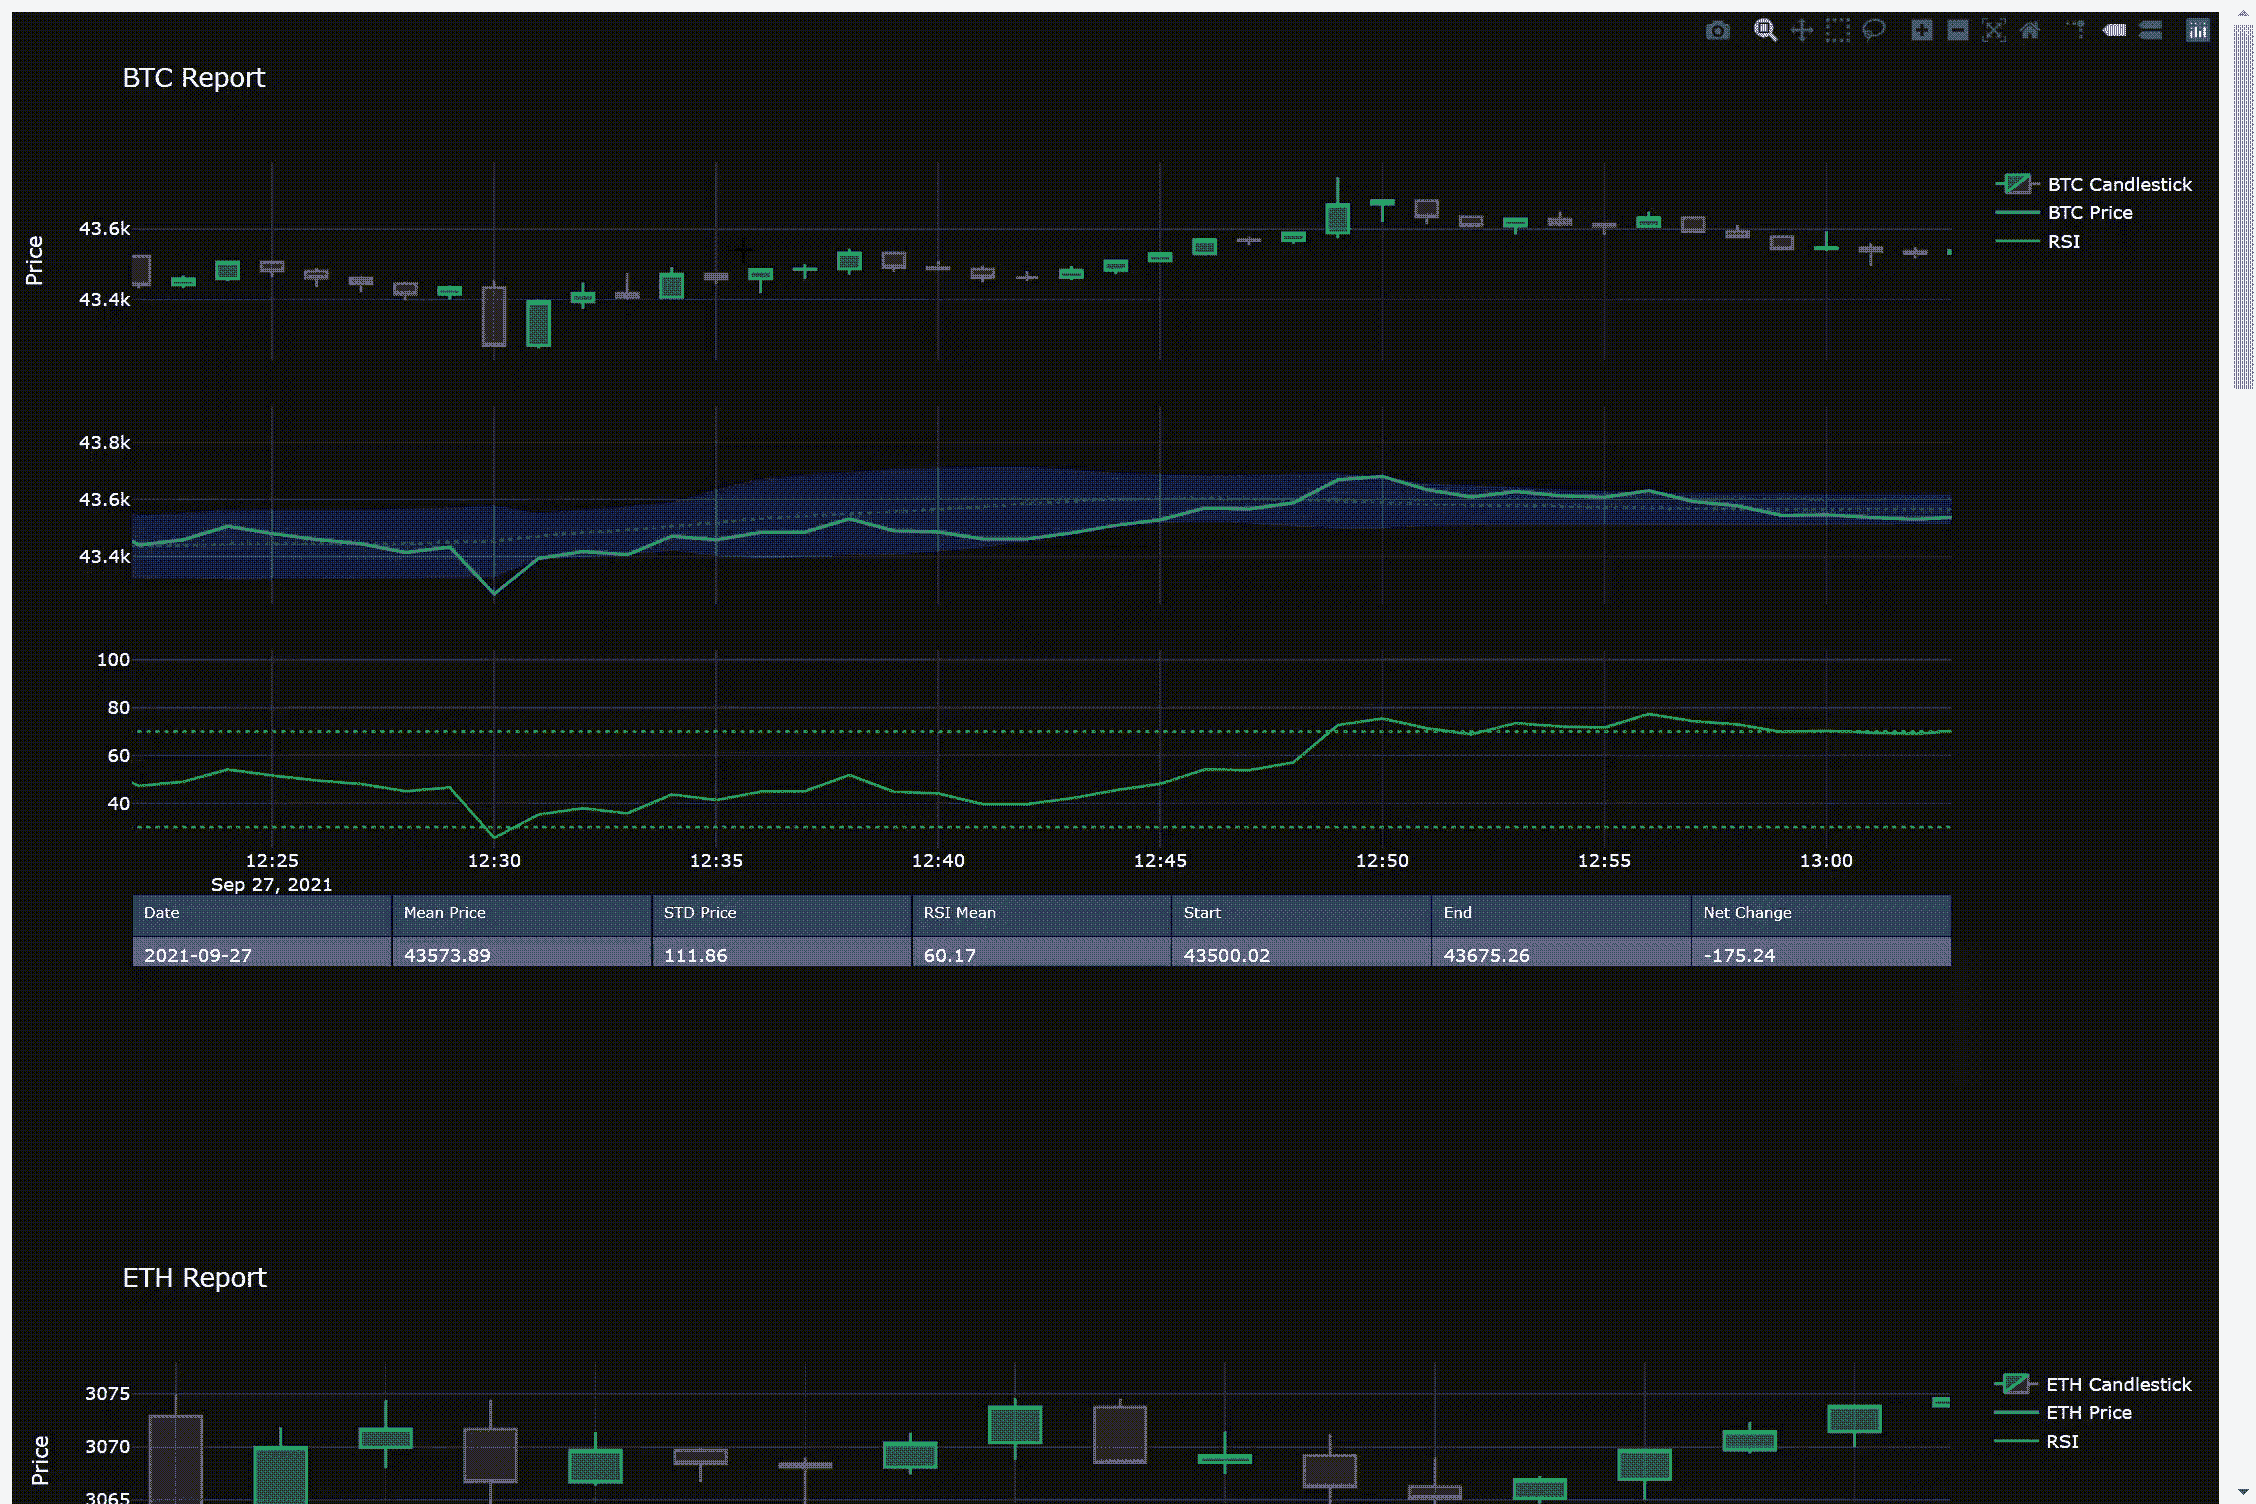 BTC Report
Price
43.6k
43.4k
BTC Candlestick
BTC Price
RSI
43.8k
43.6k
43.4k
100
80
60
40
12:25 12:30 12:35 12:40 12:45 12:50 12:55 13:00
Sep 27, 2021
Date Mean Price STD Price RSI Mean Start End Net Change
2021-09-27 43573.89 111.86 60.17 43500.02 43675.26 -175.24
ETH Report
Price
3075
3070
3065
ETH Candlestick
ETH Price
RSI